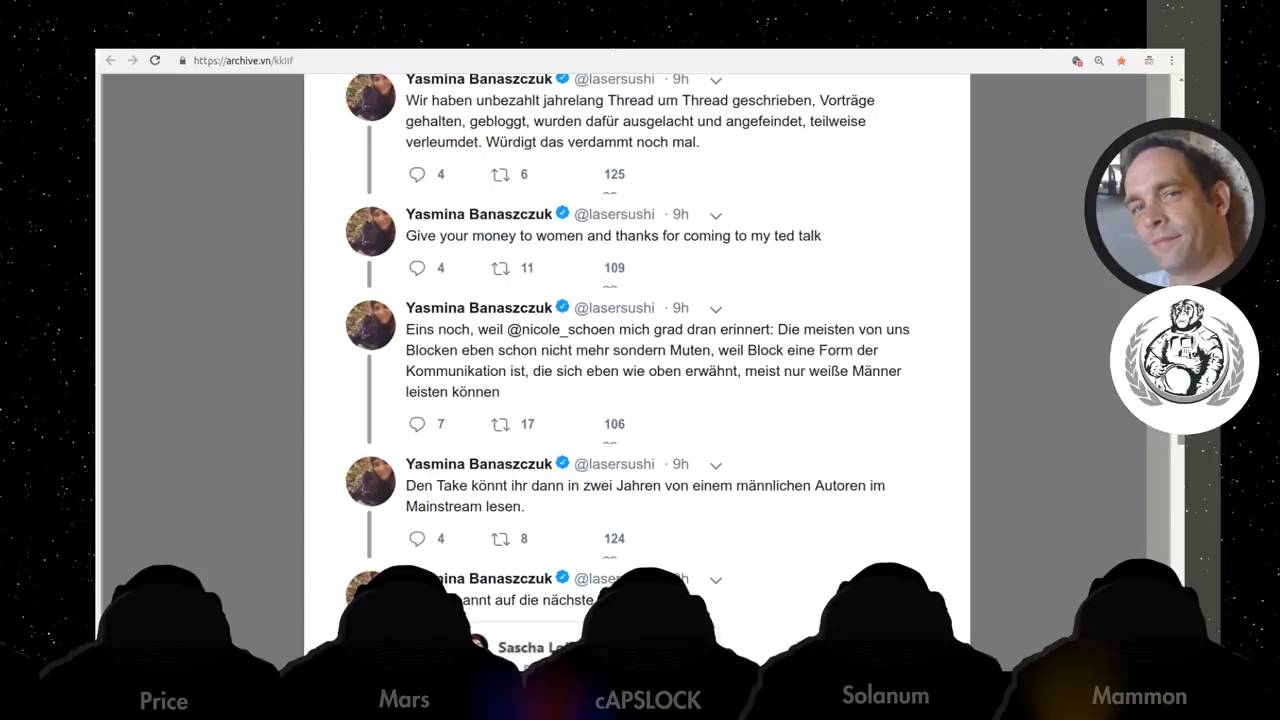 https://archive.vn/kkIIf
Yasmina Banaszczuk @lasersushi · 9h
Wir haben unbezahlt jahrelang Thread um Thread geschrieben, Vorträge
gehalten, gebloggt, wurden dafür ausgelacht und angefeindet, teilweise
verleumdet. Würdigt das verdammt noch mal.
4 6 125
Yasmina Banaszczuk @lasersushi · 9h
Give your money to women and thanks for coming to my ted talk
4 11 109
Yasmina Banaszczuk @lasersushi · 9h
Eins noch, weil @nicole_schoen mich grad dran erinnert: Die meisten von uns
Blocken eben schon nicht mehr sondern Muten, weil Block eine Form der
Kommunikation ist, die sich eben wie oben erwähnt, meist nur weiße Männer
leisten können
7 17 106
Yasmina Banaszczuk @lasersushi · 9h
Den Take könnt ihr dann in zwei Jahren von einem männlichen Autoren im
Mainstream lesen.
4 8 124
Banaszczuk
auf die nächste
Sascha
Price
Mars
cAPSLOCK
Solanum
Mammon